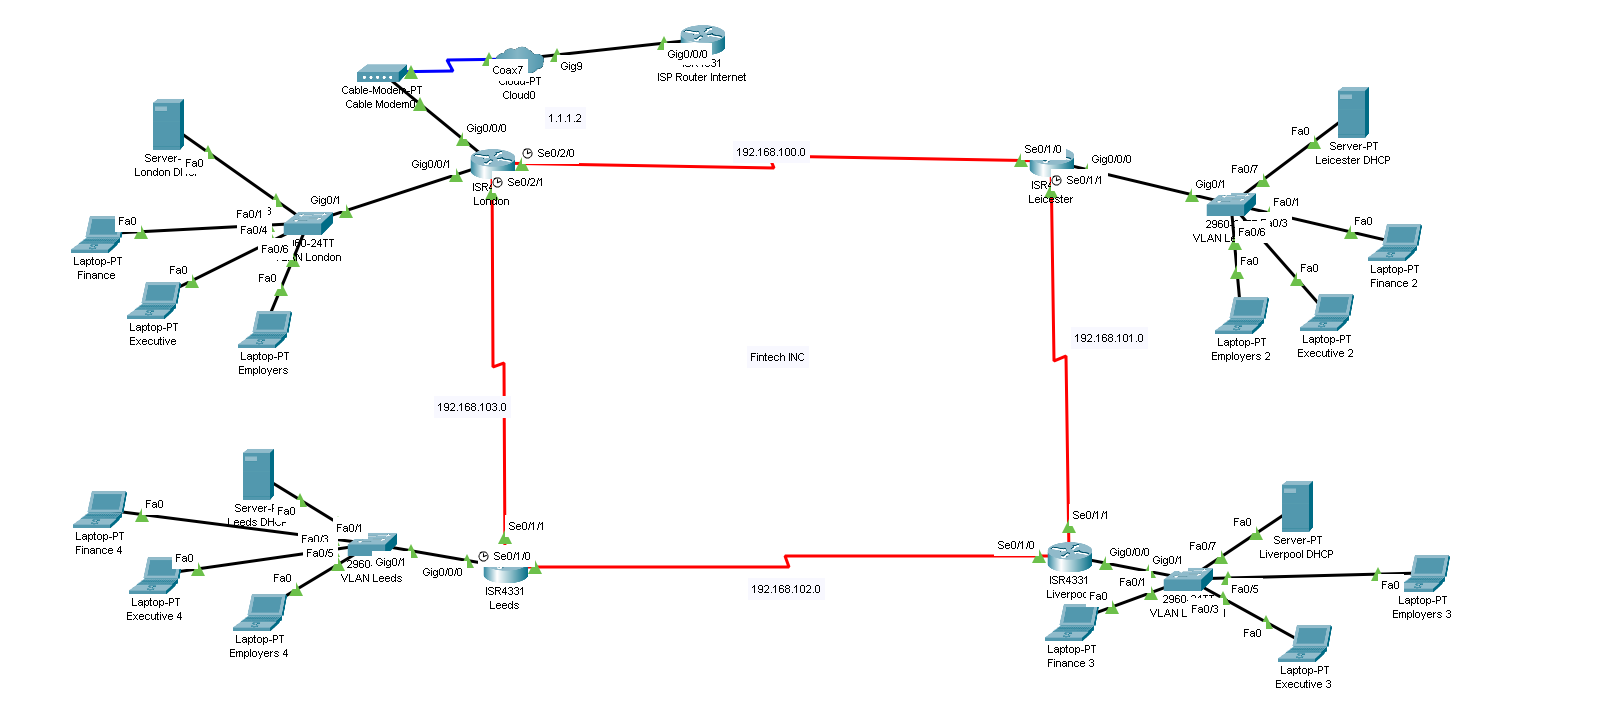 Gig0/0/0
ISP Router Internet
Coax7
Gig9
Cloud-PT
Cloud0
Cable-Modem-PT
Cable Modem0
1.1.1.2
Gig0/0/0
Se0/2/0
Gig0/0/1
Se0/2/1
London
192.168.100.0
Fa0
Server-
London
Gig0/1
Fa0/1
Fa0/4
Fa0/6
London
Fa0
Laptop-PT
Finance
Fa0
Laptop-PT
Executive
Fa0
Laptop-PT
Employers
Se0/1/0
Gig0/0/0
Se0/1/1
Leicester
Gig0/1
Fa0/7
Fa0/1
Fa0/6
VLAN
Fa0
Server-PT
Leicester DHCP
Fa0
Laptop-PT
Finance 2
Fa0
Laptop-PT
Employers 2
Fa0
Laptop-PT
Executive 2
192.168.101.0
Fintech INC
192.168.103.0
Fa0
Leeds
Fa0
Laptop-PT
Finance 4
Fa0
Laptop-PT
Executive 4
Fa0
Laptop-PT
Employers 4
Fa0/1
Fa0/3
Fa0/5
2960-
VLAN Leeds
Gig0/1
Gig0/0/0
Se0/1/1
Se0/1/0
ISR4331
Leeds
192.168.102.0
Se0/1/1
Se0/1/0
Gig0/0/0
ISR4331
Gig0/1
Fa0/7
Fa0/1
Fa0/5
Fa0/3
Fa0
Server-PT
Liverpool DHCP
Fa0
Laptop-PT
Employers 3
Fa0
Laptop-PT
Finance 3
Fa0
Laptop-PT
Executive 3